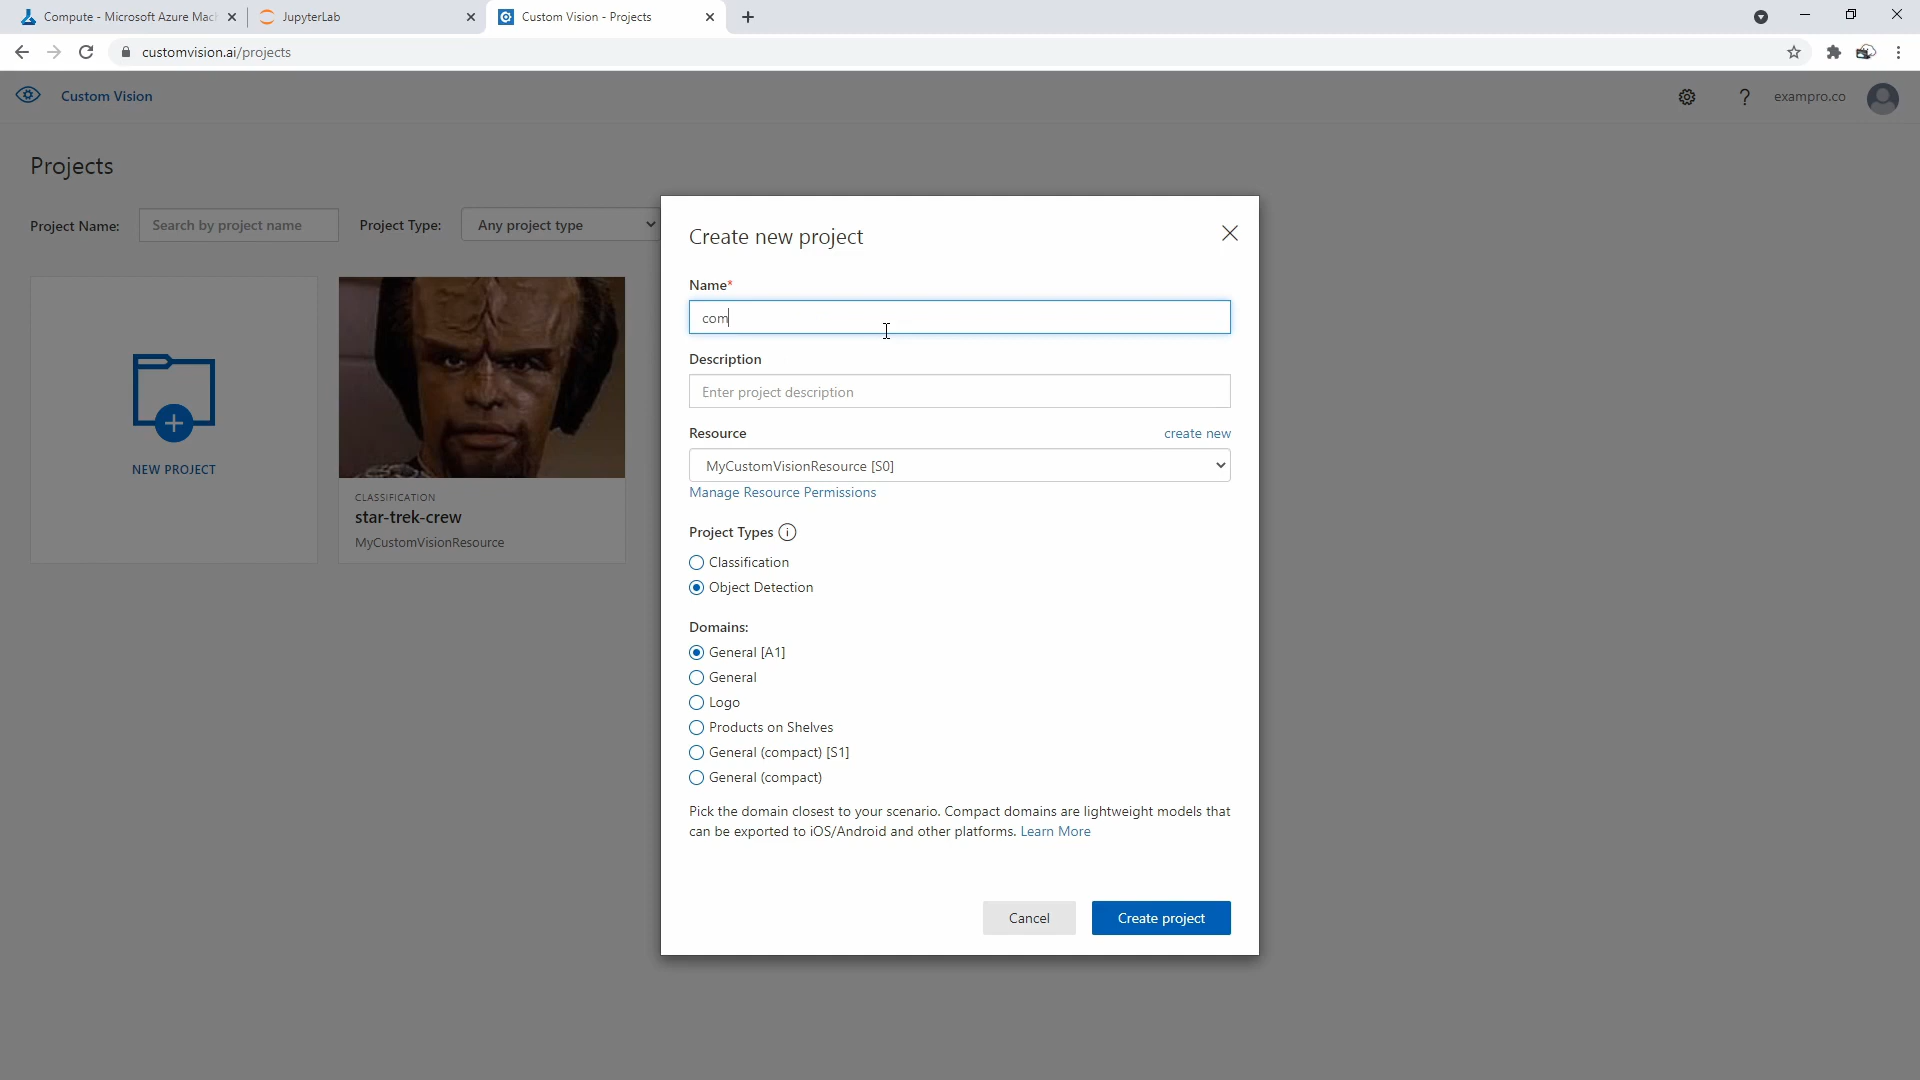 Compute - Microsoft Azure Mac
JupyterLab
Custom Vision - Projects
customvision.ai/projects
Custom Vision
?
exampro.co
Projects
Project Name:
Search by project name
Project Type:
Any project type
NEW PROJECT
CLASSIFICATION
star-trek-crew
MyCustomVisionResource
Create new project
Name*
com
Description
Enter project description
Resource
create new
MyCustomVisionResource [S0]
Manage Resource Permissions
Project Types
Classification
Object Detection
Domains:
General [A1]
General
Logo
Products on Shelves
General (compact) [S1]
General (compact)
Pick the domain closest to your scenario. Compact domains are lightweight models that
can be exported to iOS/Android and other platforms. Learn More
Cancel
Create project